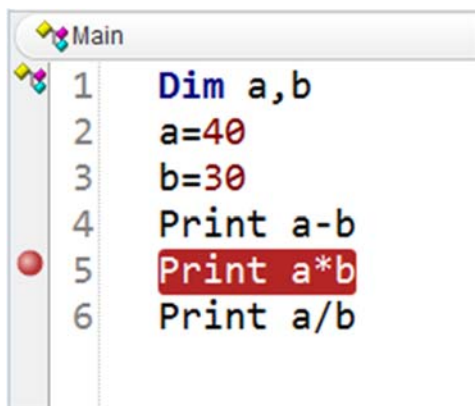 Main
1 Dim a,b
2 a=40
3 b=30
4 Print a-b
5 Print a*b
6 Print a/b